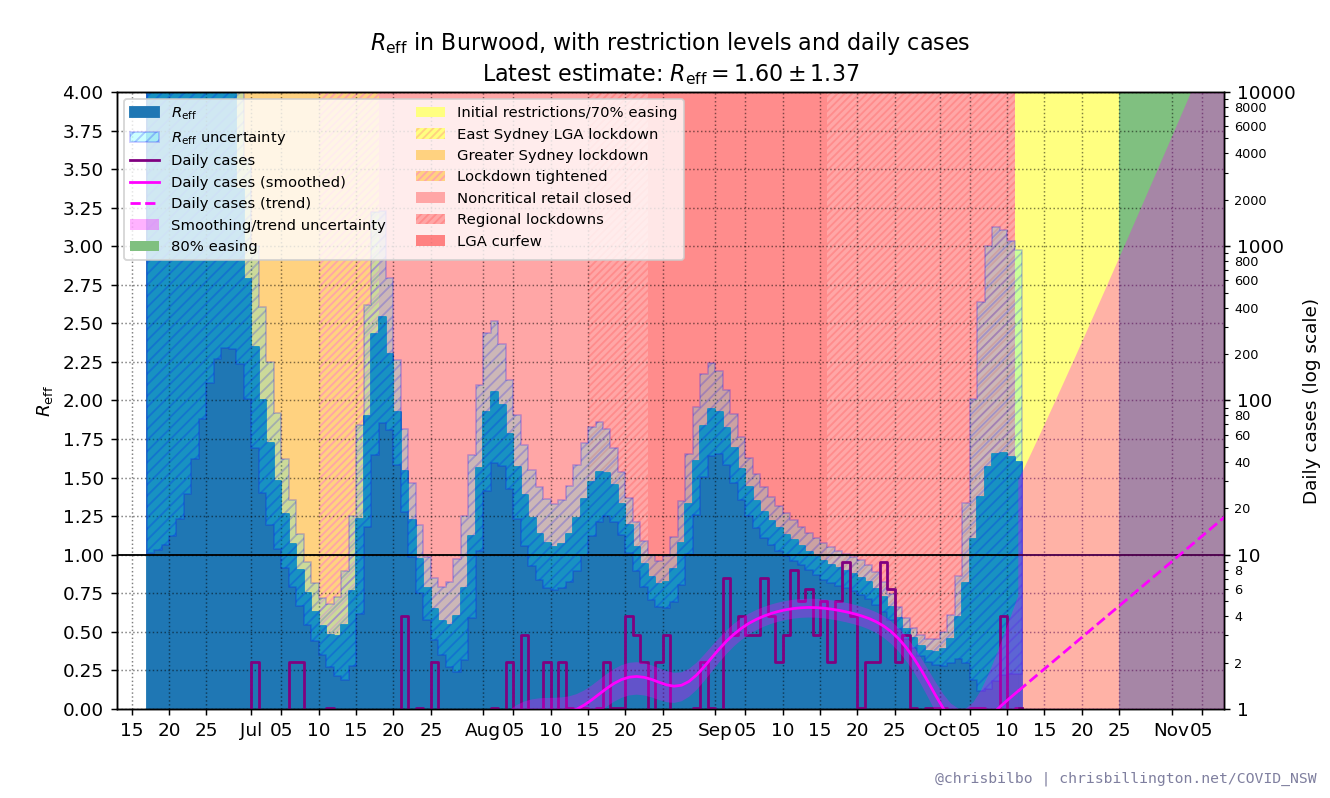 R_eff in Burwood, with restriction levels and daily cases
Latest estimate: R_eff = 1.60 ± 1.37
R_eff
R_eff uncertainty
Daily cases
Daily cases (smoothed)
Daily cases (trend)
Smoothing/trend uncertainty
80% easing
Initial restrictions/70% easing
East Sydney LGA lockdown
Greater Sydney lockdown
Lockdown tightened
Noncritical retail closed
Regional lockdowns
LGA curfew
R_eff
4.00
3.75
3.50
3.25
3.00
2.75
2.50
2.25
2.00
1.75
1.50
1.25
1.00
0.75
0.50
0.25
0.00
10000
8000
6000
4000
2000
1000
800
600
400
200
100
80
60
40
20
10
8
6
4
2
1
Daily cases (log scale)
15 20 25 Jul 05 10 15 20 25 Aug 05 10 15 20 25 Sep 05 10 15 20 25 Oct 05 10 15 20 25 Nov 05
@chrisbilbo | chrisbillington.net/COVID_NSW